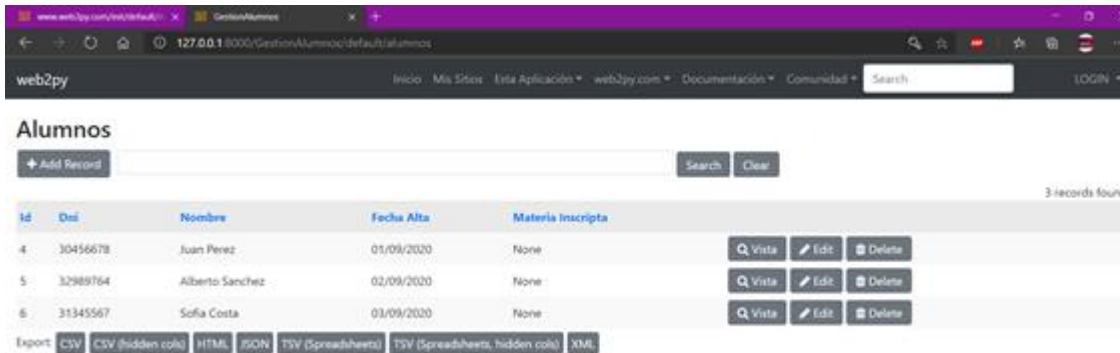 www.web2py.com/init/default/
GestionAlumnos
127.0.0.1:8000/GestionAlumnos/default/alumnos
web2py Inicio Mis Sitios Esta Aplicación web2py.com Documentación Comunidad Search LOGIN
Alumnos
Add Record Search Clear
3 records foun
Id Dni Nombre Fecha Alta Materia Inscripta
4 30456678 Juan Perez 01/09/2020 None Vista Edit Delete
5 32989764 Alberto Sanchez 02/09/2020 None Vista Edit Delete
6 31345567 Sofia Costa 03/09/2020 None Vista Edit Delete
Export: CSV CSV (hidden cols) HTML JSON TSV (Spreadsheets) TSV (Spreadsheets, hidden cols) XML